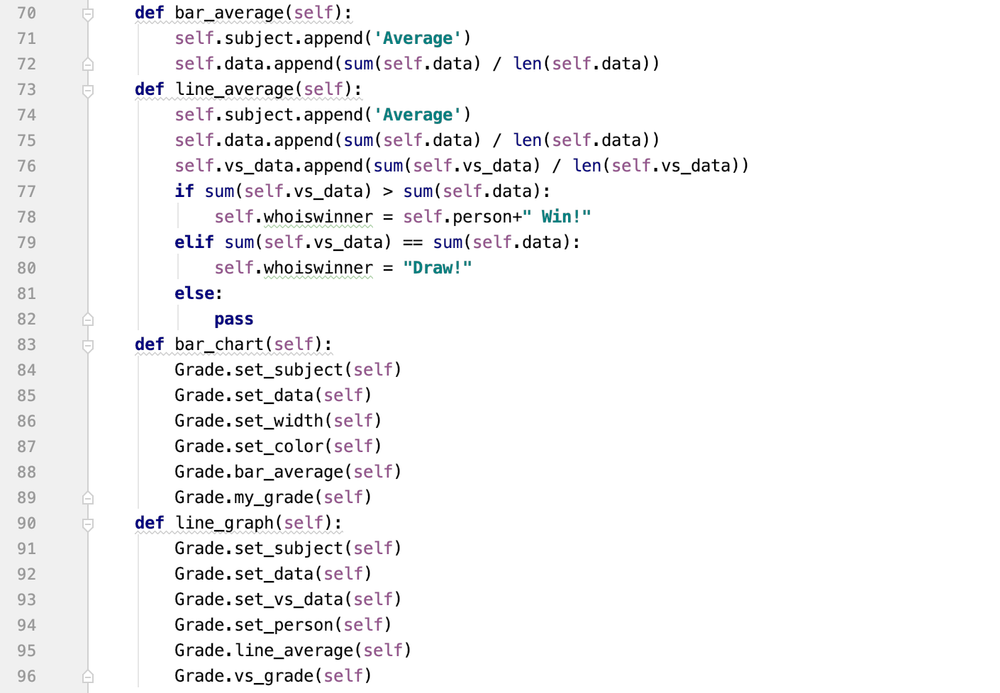 70 def bar_average(self):
71 self.subject.append('Average')
72 self.data.append(sum(self.data) / len(self.data))
73 def line_average(self):
74 self.subject.append('Average')
75 self.data.append(sum(self.data) / len(self.data))
76 self.vs_data.append(sum(self.vs_data) / len(self.vs_data))
77 if sum(self.vs_data) > sum(self.data):
78 self.whoiswinner = self.person+" Win!"
79 elif sum(self.vs_data) == sum(self.data):
80 self.whoiswinner = "Draw!"
81 else:
82 pass
83 def bar_chart(self):
84 Grade.set_subject(self)
85 Grade.set_data(self)
86 Grade.set_width(self)
87 Grade.set_color(self)
88 Grade.bar_average(self)
89 Grade.my_grade(self)
90 def line_graph(self):
91 Grade.set_subject(self)
92 Grade.set_data(self)
93 Grade.set_vs_data(self)
94 Grade.set_person(self)
95 Grade.line_average(self)
96 Grade.vs_grade(self)